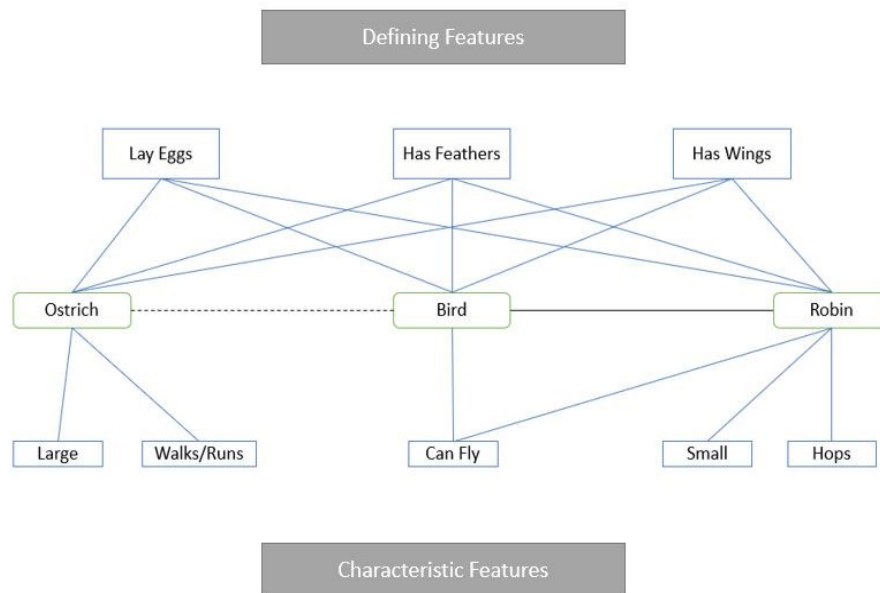 Defining Features
Lay Eggs
Has Feathers
Has Wings
Ostrich
Bird
Robin
Large
Walks/Runs
Can Fly
Small
Hops
Characteristic Features